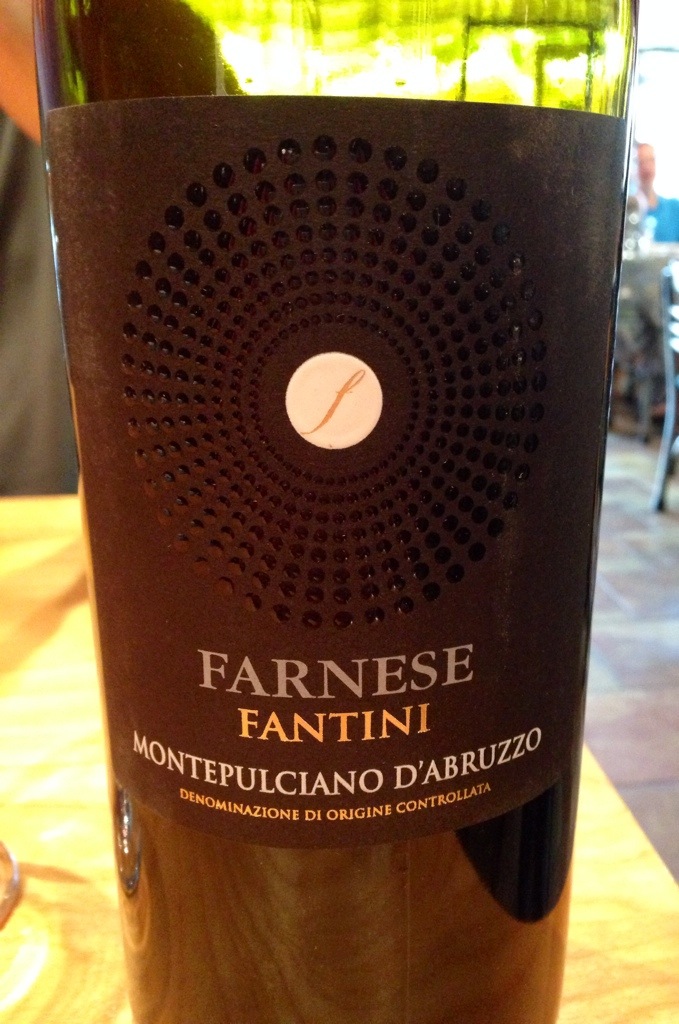 f
FARNESE
FANTINI
MONTEPULCIANO D'ABRUZZO
DENOMINAZIONE DI ORIGINE CONTROLLATA